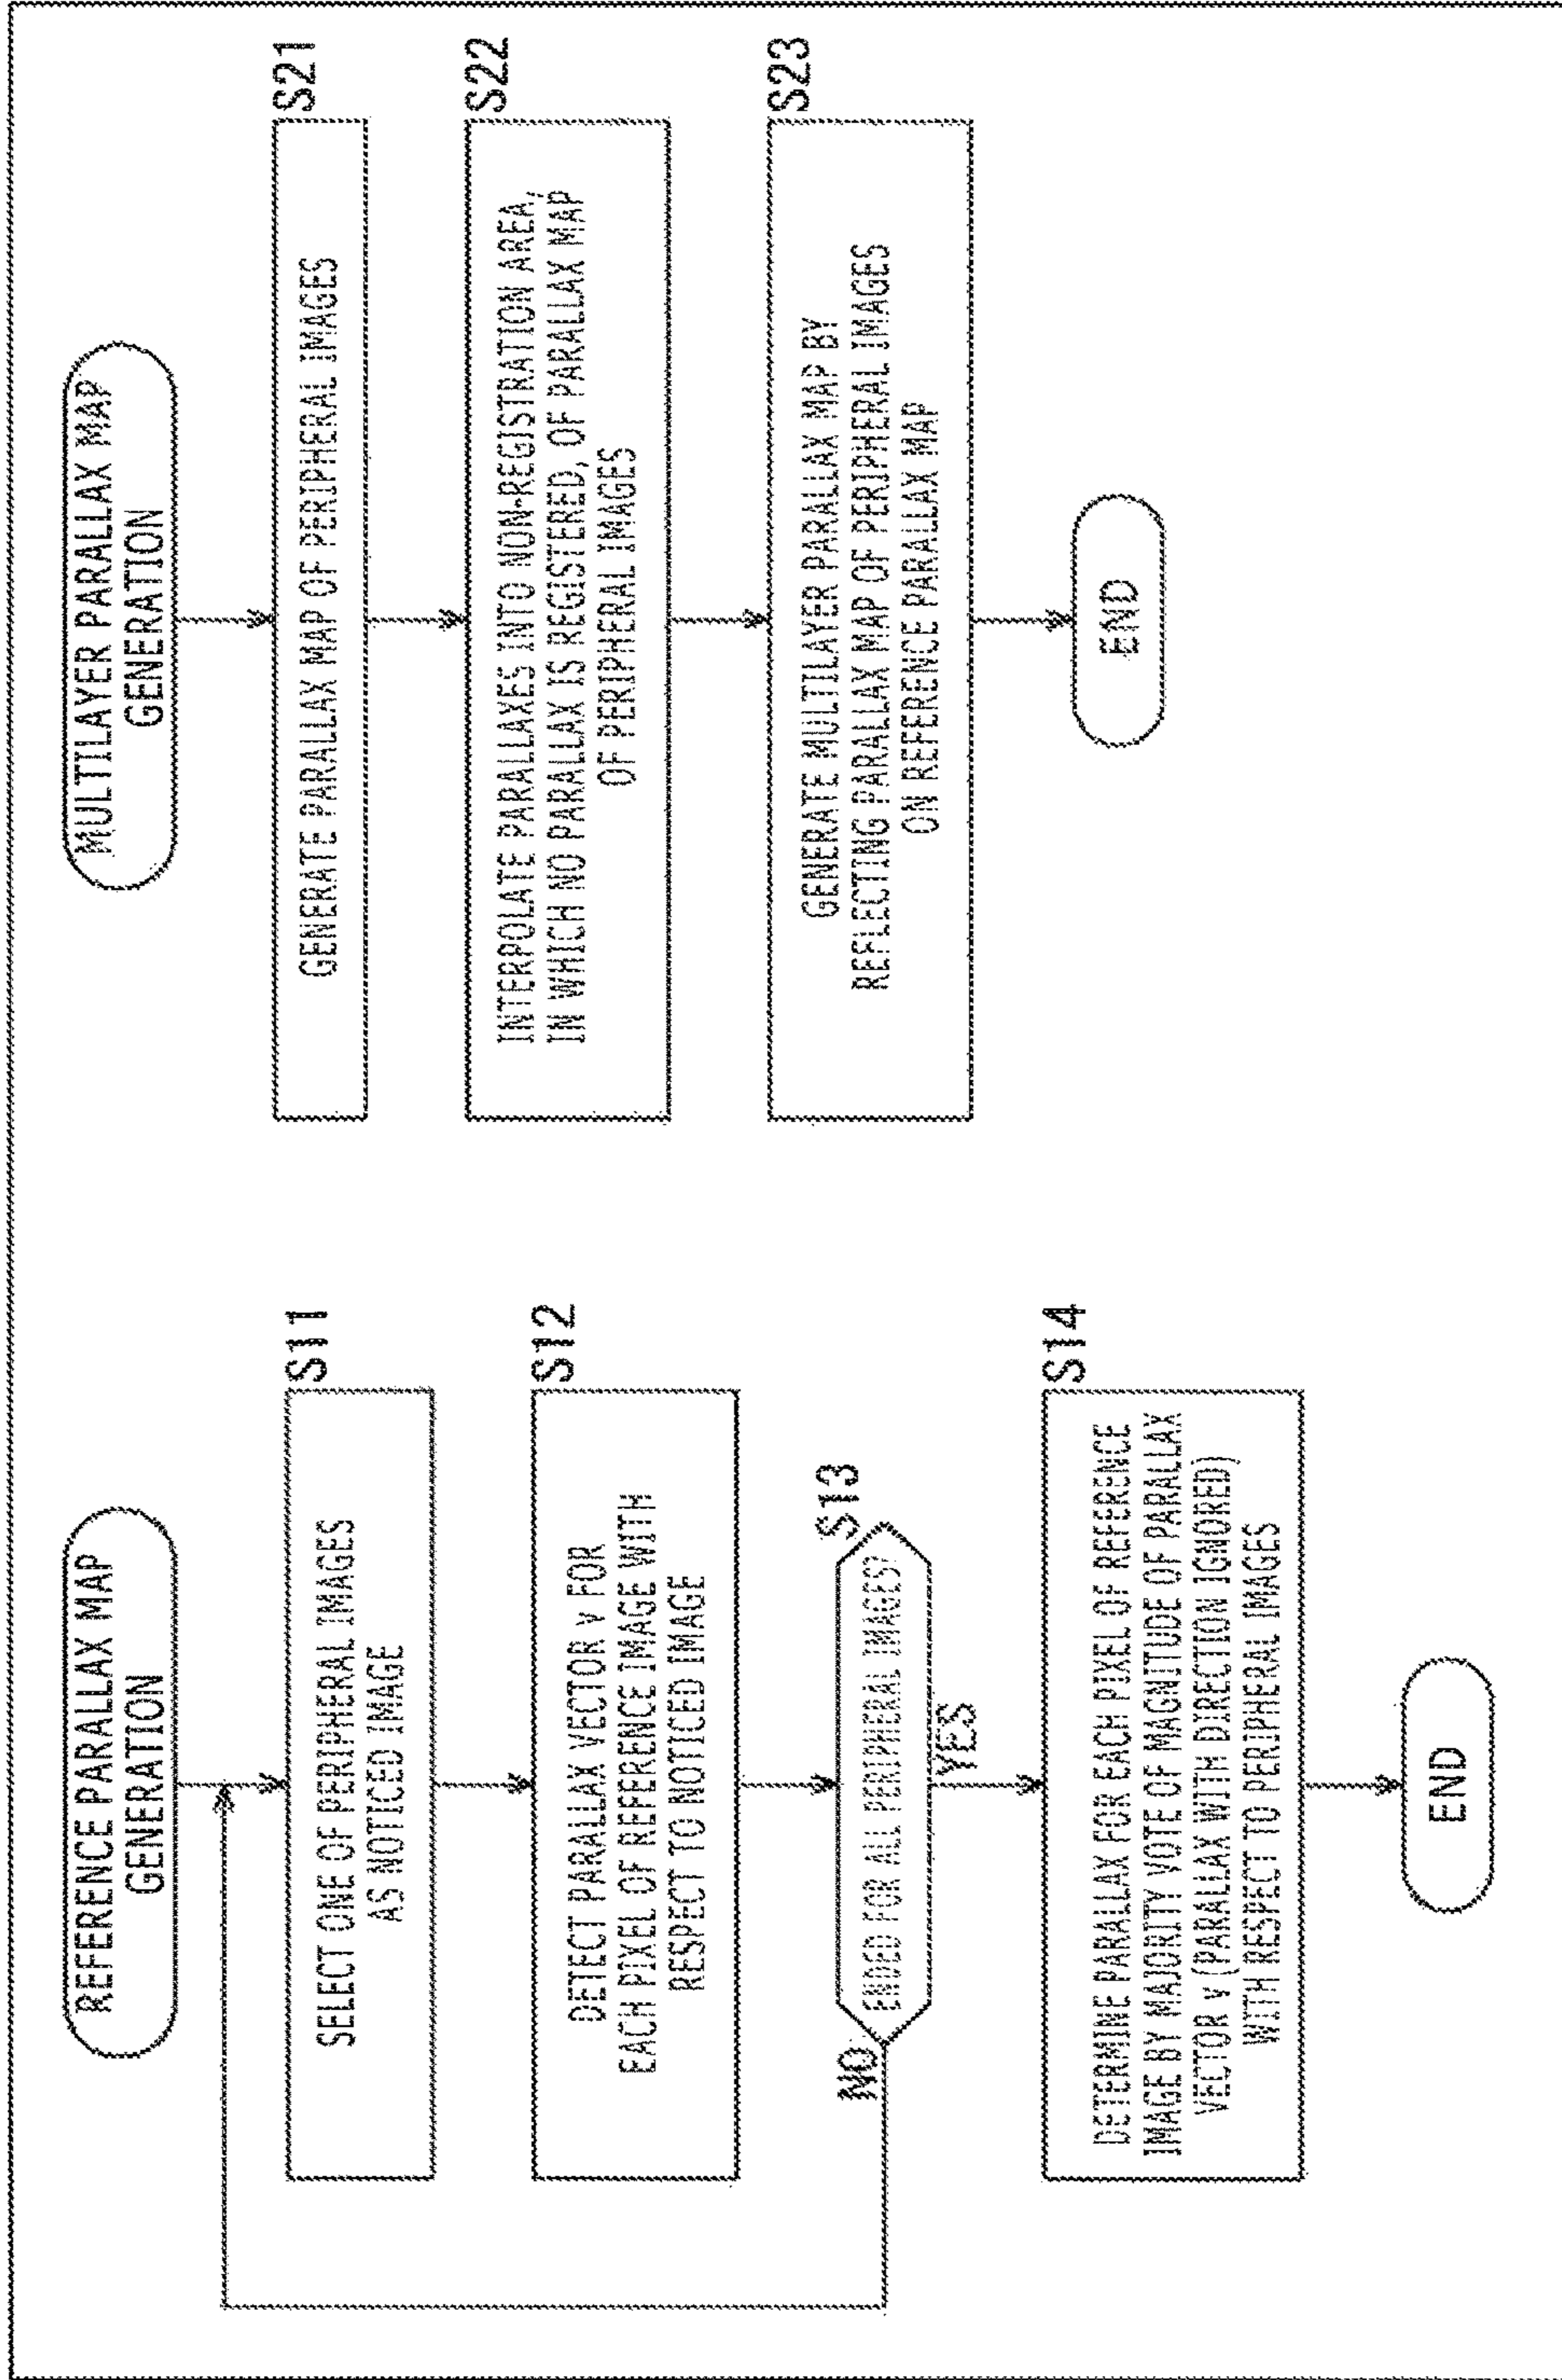 REFERENCE PARALLAX MAP
GENERATION
S11
SELECT ONE OF PERIPHERAL IMAGES
AS NOTICED IMAGE
S12
DETECT PARALLAX VECTOR v FOR
EACH PIXEL OF REFERENCE IMAGE WITH
RESPECT TO NOTICED IMAGE
S13
ENDED FOR ALL PERIPHERAL IMAGES?
NO
YES
S14
DETERMINE PARALLAX FOR EACH PIXEL OF REFERENCE
IMAGE BY MAJORITY VOTE OF MAGNITUDE OF PARALLAX
VECTOR v (PARALLAX WITH DIRECTION IGNORED)
WITH RESPECT TO PERIPHERAL IMAGES
END
MULTILAYER PARALLAX MAP
GENERATION
S21
GENERATE PARALLAX MAP OF PERIPHERAL IMAGES
S22
INTERPOLATE PARALLAXES INTO NON-REGISTRATION AREA,
IN WHICH NO PARALLAX IS REGISTERED, OF PARALLAX MAP
OF PERIPHERAL IMAGES
S23
GENERATE MULTILAYER PARALLAX MAP BY
REFLECTING PARALLAX MAP OF PERIPHERAL IMAGES
ON REFERENCE PARALLAX MAP
END